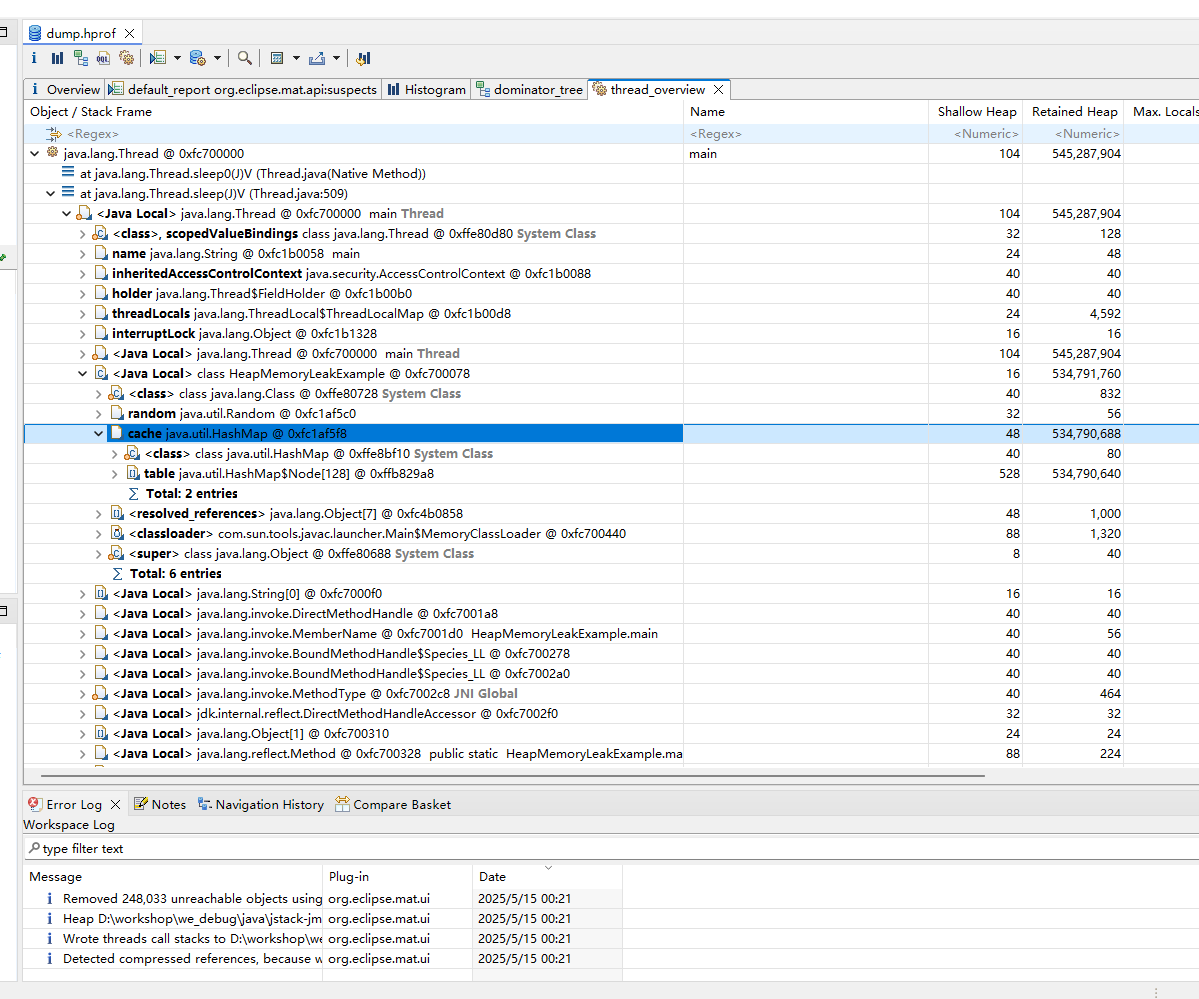 dump.hprof
Overview default_report org.eclipse.mat.api:suspects Histogram dominator_tree thread_overview
Object / Stack Frame Name Shallow Heap Retained Heap Max. Locals
<Regex> <Regex> <Numeric> <Numeric>
java.lang.Thread @ 0xfc700000 main 104 545,287,904
at java.lang.Thread.sleep0(J)V (Thread.java(Native Method))
at java.lang.Thread.sleep(J)V (Thread.java:509)
<Java Local> java.lang.Thread @ 0xfc700000 main Thread 104 545,287,904
<class>, scopedValueBindings class java.lang.Thread @ 0xffe80d80 System Class 32 128
name java.lang.String @ 0xfc1b0058 main 24 48
inheritedAccessControlContext java.security.AccessControlContext @ 0xfc1b0088 40 40
holder java.lang.Thread$FieldHolder @ 0xfc1b00b0 40 40
threadLocals java.lang.ThreadLocal$ThreadLocalMap @ 0xfc1b00d8 24 4,592
interruptLock java.lang.Object @ 0xfc1b1328 16 16
<Java Local> java.lang.Thread @ 0xfc700000 main Thread 104 545,287,904
<Java Local> class HeapMemoryLeakExample @ 0xfc700078 16 534,791,760
<class> class java.lang.Class @ 0xffe80728 System Class 40 832
random java.util.Random @ 0xfc1af5c0 32 56
cache java.util.HashMap @ 0xfc1af5f8 48 534,790,688
<class> class java.util.HashMap @ 0xffe8bf10 System Class 40 80
table java.util.HashMap$Node[128] @ 0xffb829a8 528 534,790,640
Total: 2 entries
<resolved_references> java.lang.Object[7] @ 0xfc4b0858 48 1,000
<classloader> com.sun.tools.javac.launcher.Main$MemoryClassLoader @ 0xfc700440 88 1,320
<super> class java.lang.Object @ 0xffe80688 System Class 8 40
Total: 6 entries
<Java Local> java.lang.String[0] @ 0xfc7000f0 16 16
<Java Local> java.lang.invoke.DirectMethodHandle @ 0xfc7001a8 40 40
<Java Local> java.lang.invoke.MemberName @ 0xfc7001d0 HeapMemoryLeakExample.main 40 56
<Java Local> java.lang.invoke.BoundMethodHandle$Species_LL @ 0xfc700278 40 40
<Java Local> java.lang.invoke.BoundMethodHandle$Species_LL @ 0xfc7002a0 40 40
<Java Local> java.lang.invoke.MethodType @ 0xfc7002c8 JNI Global 40 464
<Java Local> jdk.internal.reflect.DirectMethodHandleAccessor @ 0xfc7002f0 32 32
<Java Local> java.lang.Object[1] @ 0xfc700310 24 24
<Java Local> java.lang.reflect.Method @ 0xfc700328 public static HeapMemoryLeakExample.ma 88 224
Error Log Notes Navigation History Compare Basket
Workspace Log
type filter text
Message Plug-in Date
Removed 248,033 unreachable objects using org.eclipse.mat.ui 2025/5/15 00:21
Heap D:\workshop\we_debug\java\jstack-jm org.eclipse.mat.ui 2025/5/15 00:21
Wrote threads call stacks to D:\workshop\we org.eclipse.mat.ui 2025/5/15 00:21
Detected compressed references, because w org.eclipse.mat.ui 2025/5/15 00:21